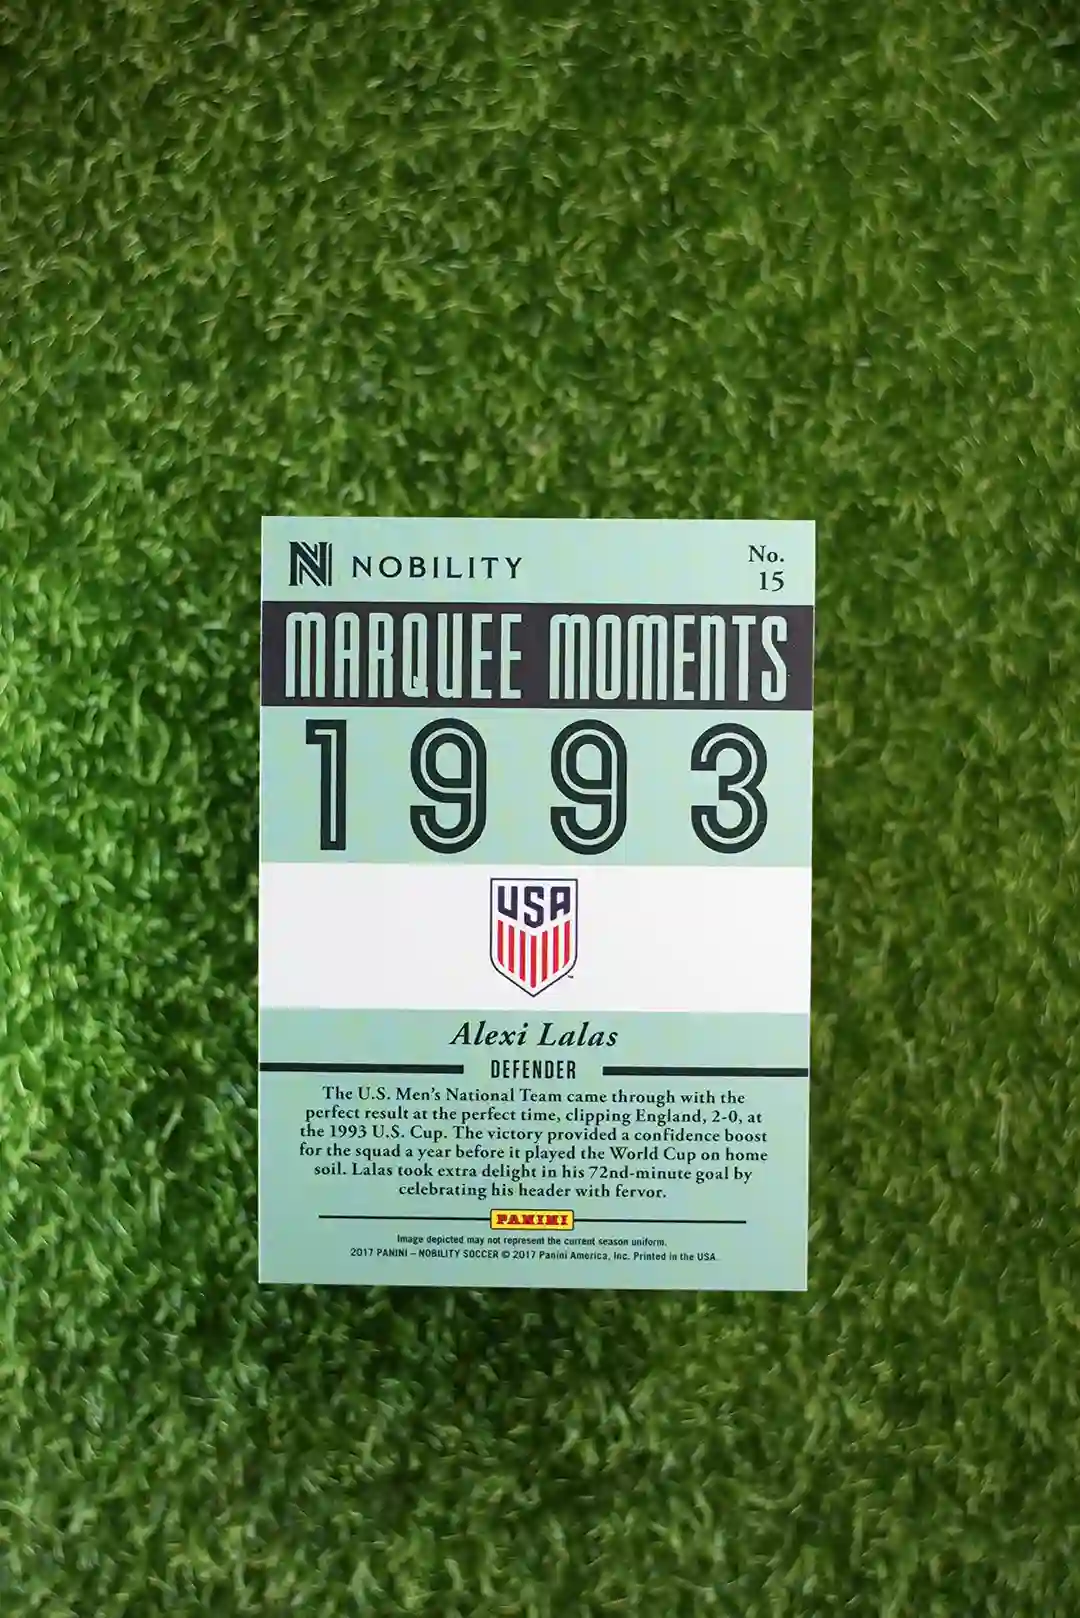 N NOBILITY
No.
15
MARQUEE MOMENTS
1993
USA
Alexi Lalas
DEFENDER
The U.S. Men's National Team came through with the
perfect result at the perfect time, clipping England, 2-0, at
the 1993 U.S. Cup. The victory provided a confidence boost
for the squad a year before it played the World Cup on home
soil. Lalas took extra delight in his 72nd-minute goal by
celebrating his header with fervor.
PANINI
Image depicted may not represent the current season uniform.
2017 PANINI – NOBILITY SOCCER © 2017 Panini America, Inc. Printed in the USA.